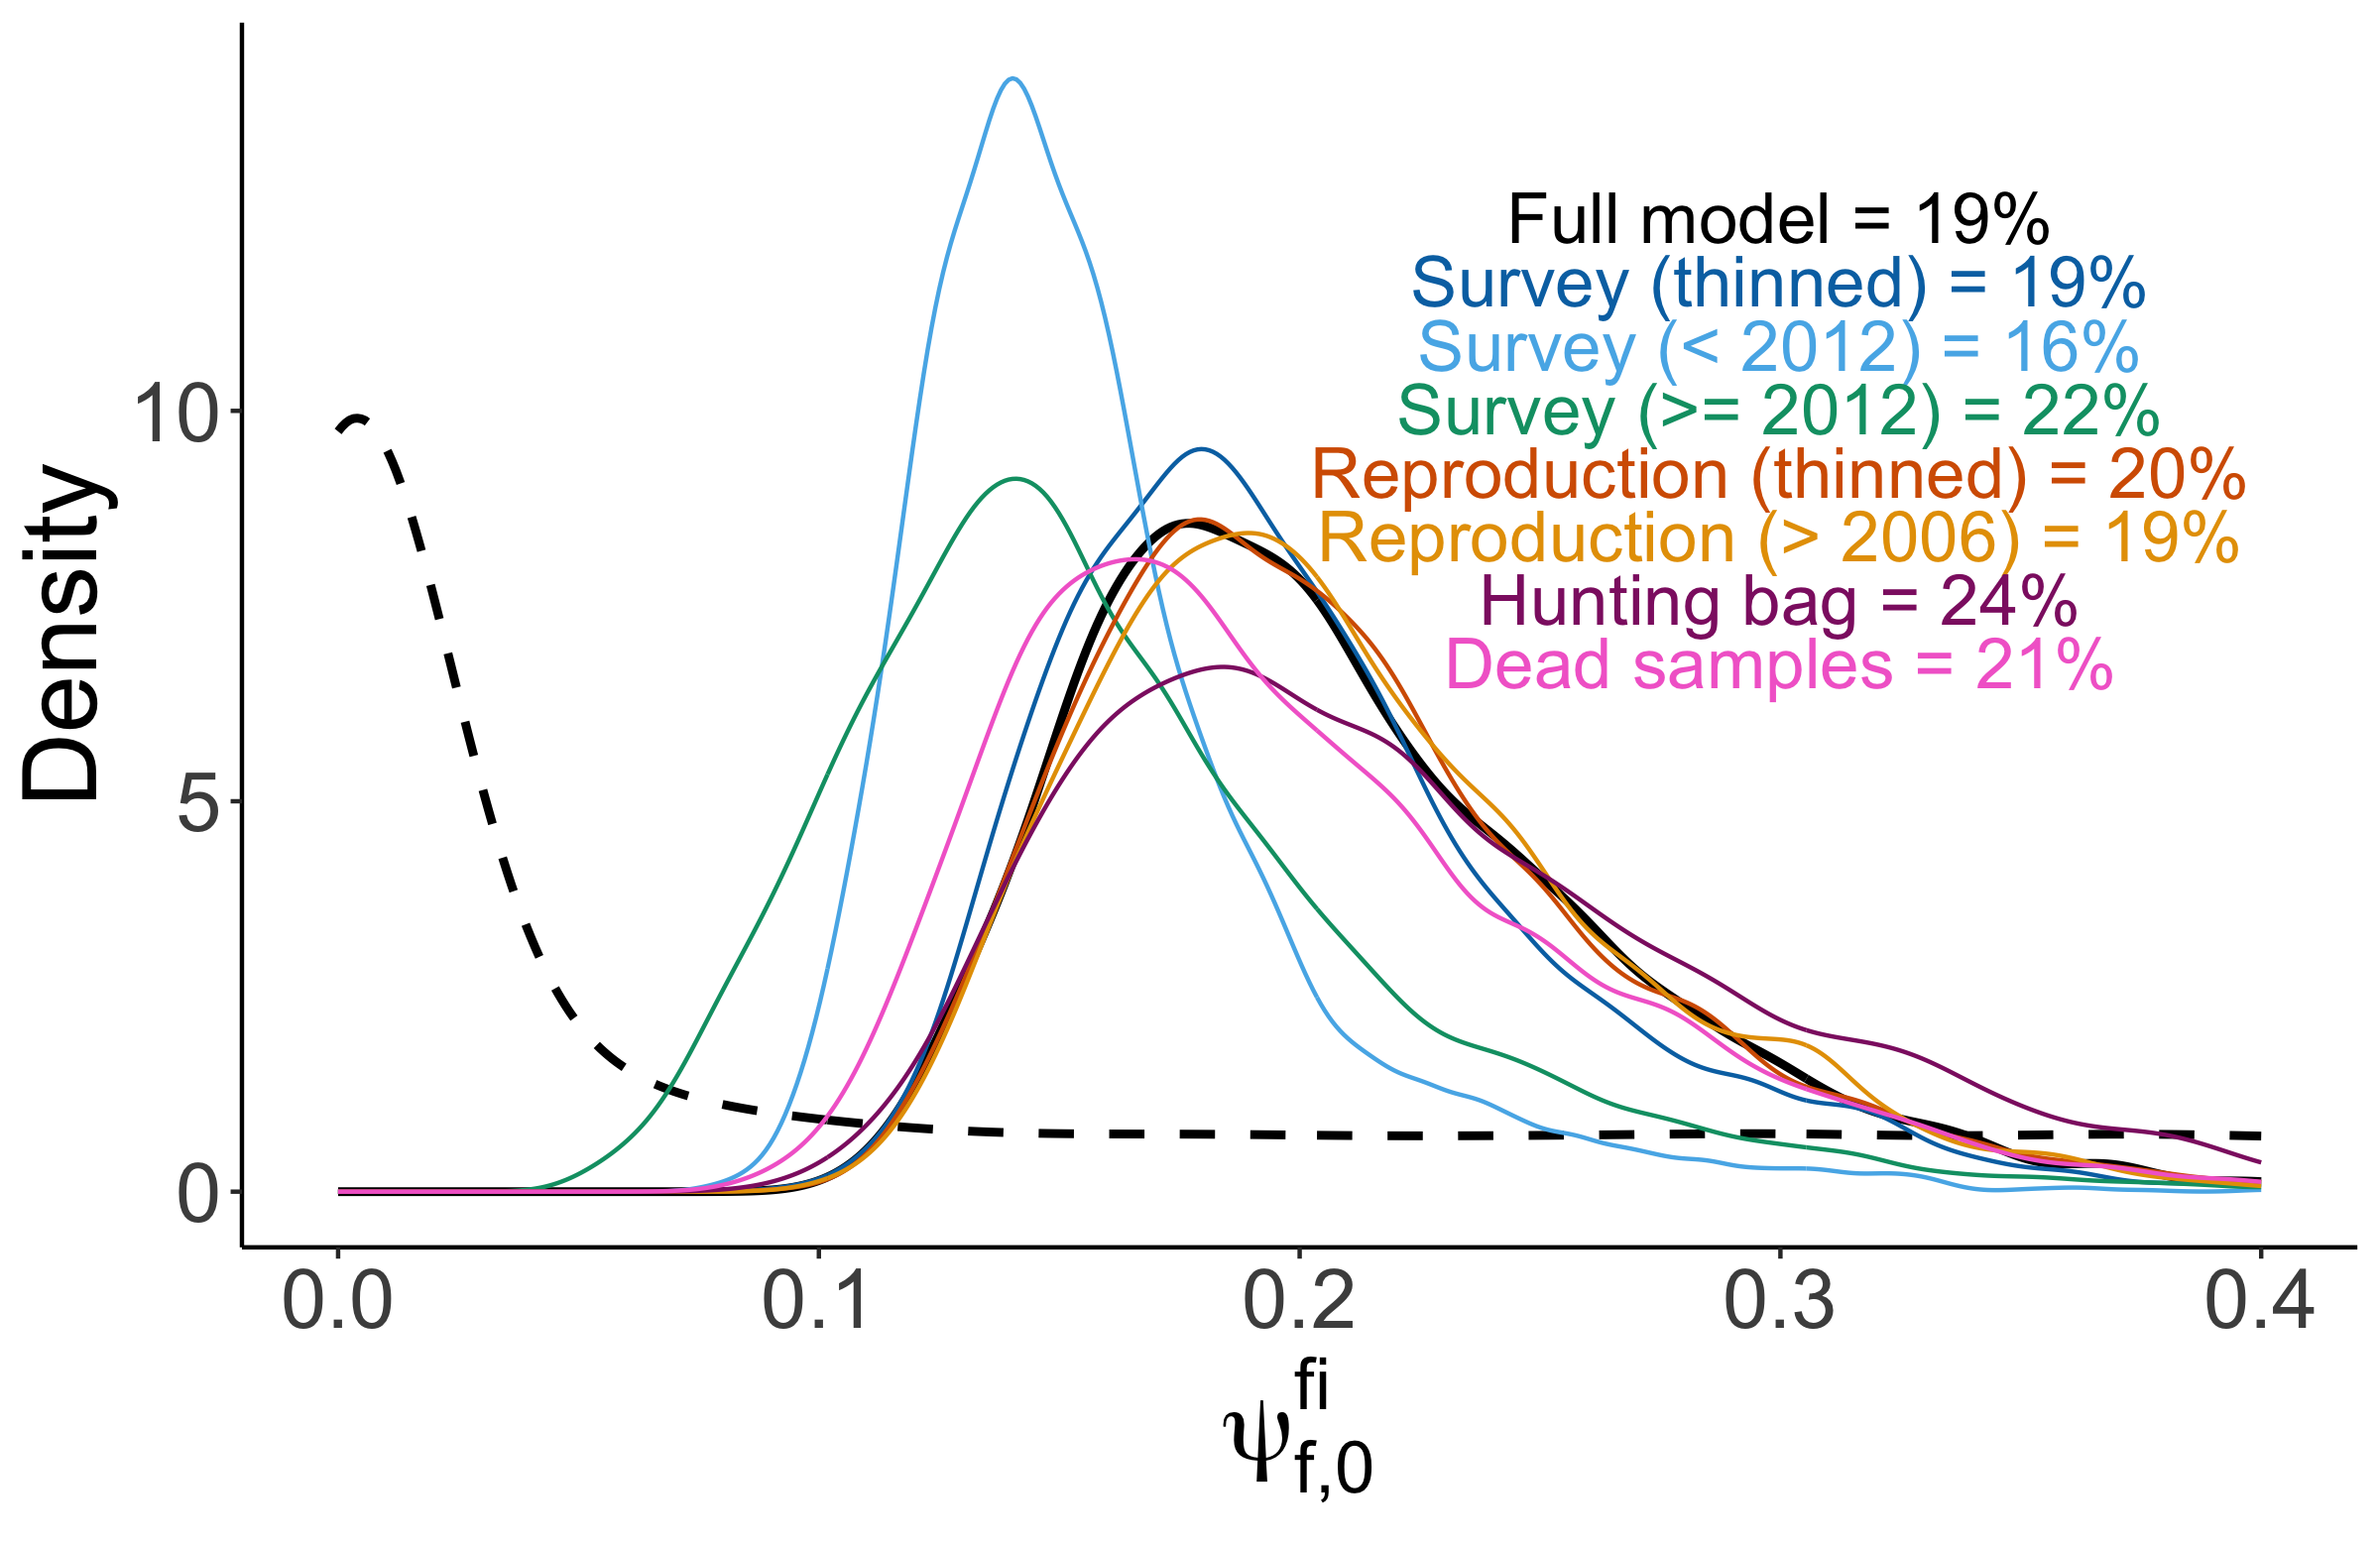 Full model = 19%
Survey (thinned) = 19%
Survey (< 2012) = 16%
Survey (>= 2012) = 22%
Reproduction (thinned) = 20%
Reproduction (> 2006) = 19%
Hunting bag = 24%
Dead samples = 21%
Density
10
5
0
0.0 0.1 0.2 0.3 0.4
ψ fi f,0